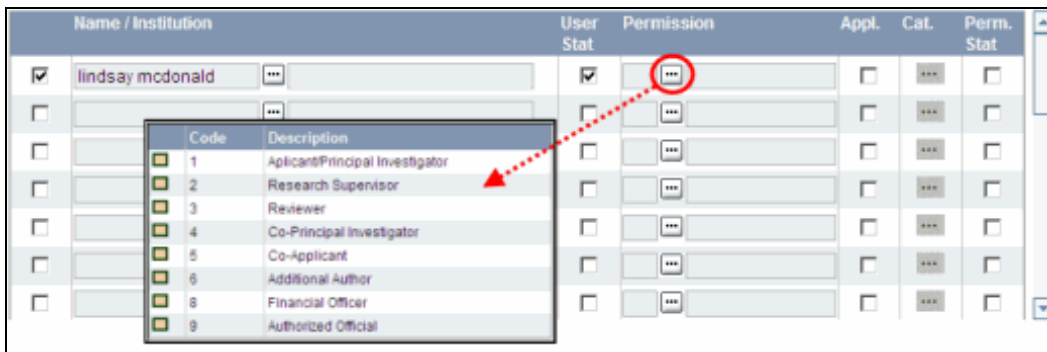 Name / Institution User Stat Permission Appl. Cat. Perm. Stat
lindsay mcdonald
Code Description
1 Aplicant/Principal Investigator
2 Research Supervisor
3 Reviewer
4 Co-Principal Investigator
5 Co-Applicant
6 Additional Author
8 Financial Officer
9 Authorized Official